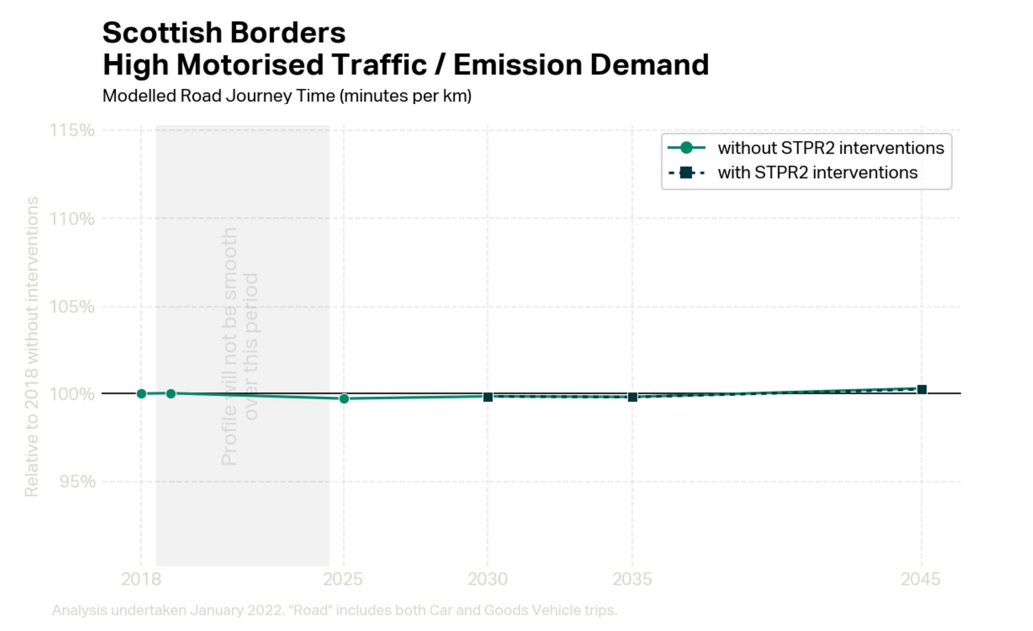 Scottish Borders
High Motorised Traffic / Emission Demand
Modelled Road Journey Time (minutes per km)
115%
110%
105%
100%
95%
Relative to 2018 without interventions
Profile will not be smooth
over this period
without STPR2 interventions
with STPR2 interventions
2018
2025
2030
2035
2045
Analysis undertaken January 2022. "Road" includes both Car and Goods Vehicle trips.